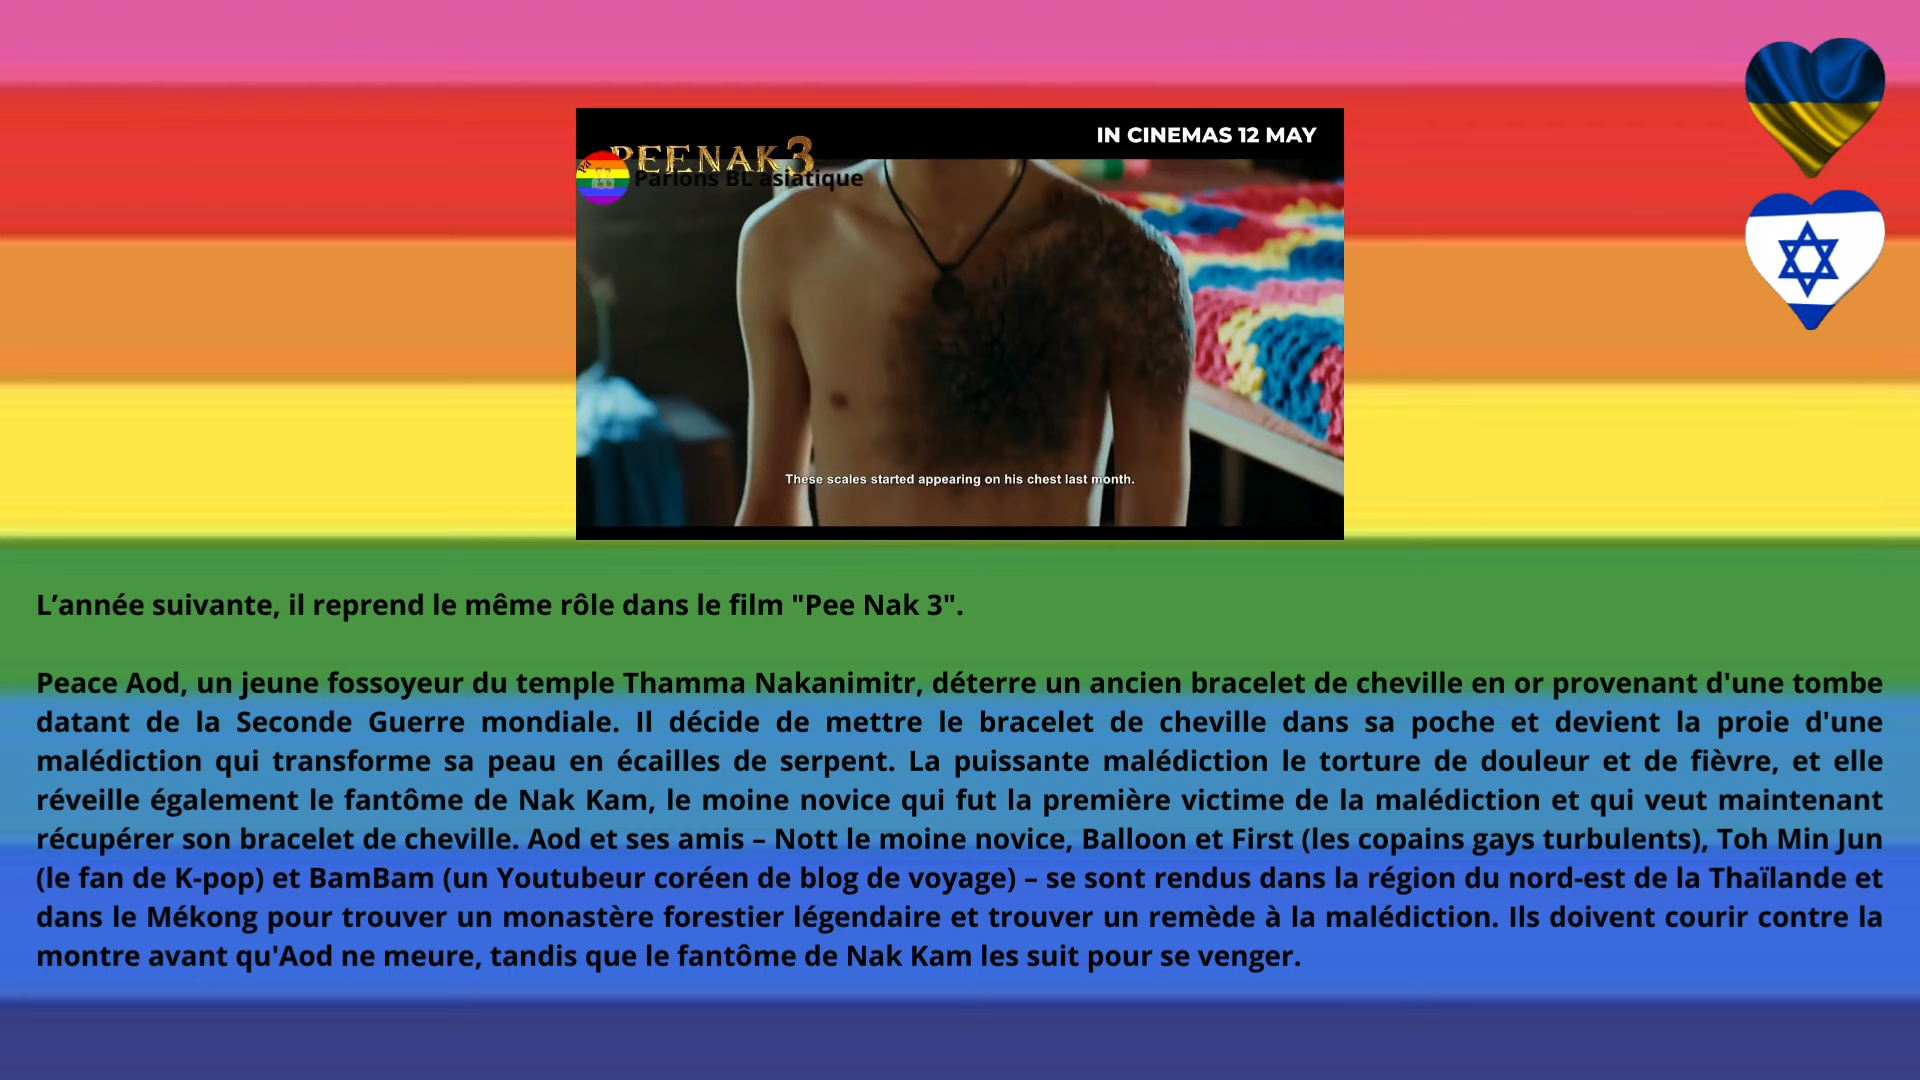 IN CINEMAS 12 MAY
PEE NAK 3
Parlons BL asiatique
These scales started appearing on his chest last month.
L’année suivante, il reprend le même rôle dans le film "Pee Nak 3".
Peace Aod, un jeune fossoyeur du temple Thamma Nakanimitr, déterre un ancien bracelet de cheville en or provenant d'une tombe
datant de la Seconde Guerre mondiale. Il décide de mettre le bracelet de cheville dans sa poche et devient la proie d'une
malédiction qui transforme sa peau en écailles de serpent. La puissante malédiction le torture de douleur et de fièvre, et elle
réveille également le fantôme de Nak Kam, le moine novice qui fut la première victime de la malédiction et qui veut maintenant
récupérer son bracelet de cheville. Aod et ses amis – Nott le moine novice, Balloon et First (les copains gays turbulents), Toh Min Jun
(le fan de K-pop) et BamBam (un Youtubeur coréen de blog de voyage) – se sont rendus dans la région du nord-est de la Thaïlande et
dans le Mékong pour trouver un monastère forestier légendaire et trouver un remède à la malédiction. Ils doivent courir contre la
montre avant qu'Aod ne meure, tandis que le fantôme de Nak Kam les suit pour se venger.